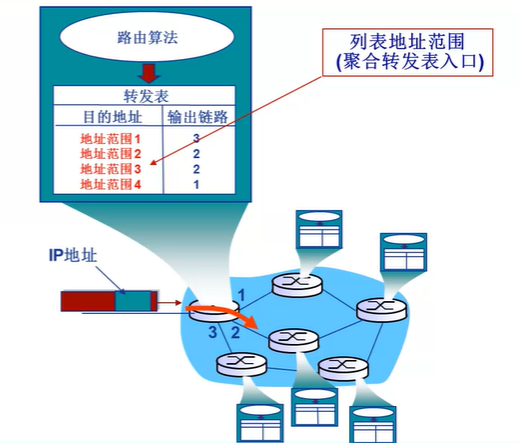 路由算法
列表地址范围
(聚合转发表入口)
转发表
目的地址 输出链路
地址范围1 3
地址范围2 2
地址范围3 2
地址范围4 1
IP地址
1
3 2